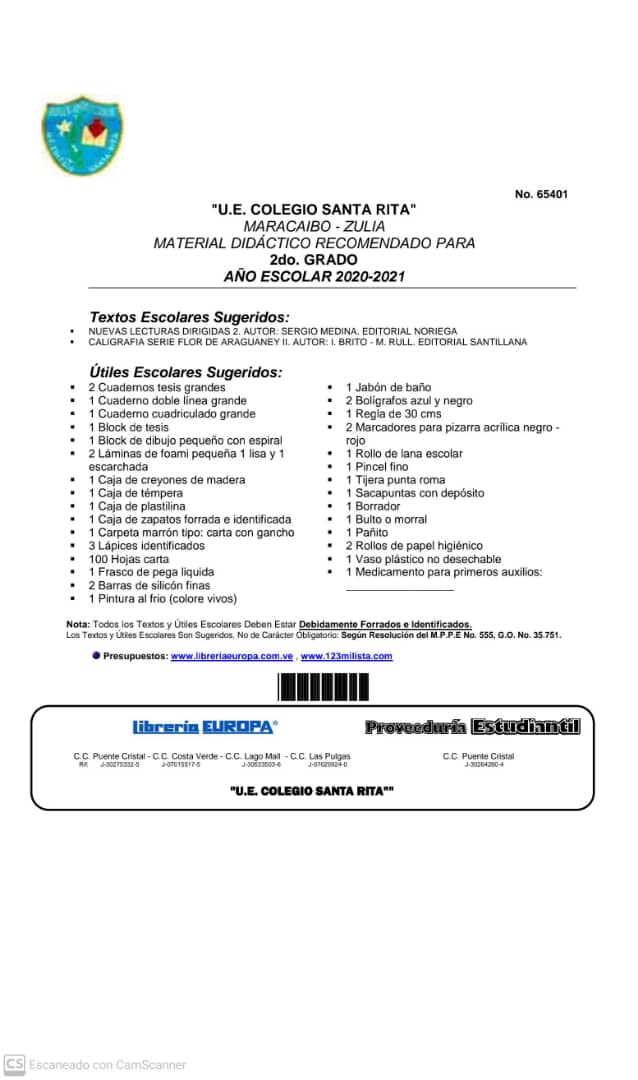 No. 65401
"U.E. COLEGIO SANTA RITA"
MARACAIBO - ZULIA
MATERIAL DIDÁCTICO RECOMENDADO PARA
2do. GRADO
AÑO ESCOLAR 2020-2021
Textos Escolares Sugeridos:
▪ NUEVAS LECTURAS DIRIGIDAS 2. AUTOR: SERGIO MEDINA. EDITORIAL NORIEGA
▪ CALIGRAFIA SERIE FLOR DE ARAGUANEY II. AUTOR: I. BRITO - M. RULL. EDITORIAL SANTILLANA
Útiles Escolares Sugeridos:
▪ 2 Cuadernos tesis grandes
▪ 1 Cuaderno doble línea grande
▪ 1 Cuaderno cuadriculado grande
▪ 1 Block de tesis
▪ 1 Block de dibujo pequeño con espiral
▪ 2 Láminas de foami pequeña 1 lisa y 1
escarchada
▪ 1 Caja de creyones de madera
▪ 1 Caja de témpera
▪ 1 Caja de plastilina
▪ 1 Caja de zapatos forrada e identificada
▪ 1 Carpeta marrón tipo: carta con gancho
▪ 3 Lápices identificados
▪ 100 Hojas carta
▪ 1 Frasco de pega liquida
▪ 2 Barras de silicón finas
▪ 1 Pintura al frio (colore vivos)
▪ 1 Jabón de baño
▪ 2 Bolígrafos azul y negro
▪ 1 Regla de 30 cms
▪ 2 Marcadores para pizarra acrílica negro -
rojo
▪ 1 Rollo de lana escolar
▪ 1 Pincel fino
▪ 1 Tijera punta roma
▪ 1 Sacapuntas con depósito
▪ 1 Borrador
▪ 1 Bulto o morral
▪ 1 Pañito
▪ 2 Rollos de papel higiénico
▪ 1 Vaso plástico no desechable
▪ 1 Medicamento para primeros auxilios:
Nota: Todos los Textos y Útiles Escolares Deben Estar Debidamente Forrados e Identificados.
Los Textos y Útiles Escolares Son Sugeridos, No de Carácter Obligatorio: Según Resolución del M.P.P.E No. 555, G.O. No. 35.751.
Presupuestos: www.libreriaeuropa.com.ve , www.123milista.com
librería EUROPA® Proveeduría Estudiantil
C.C. Puente Cristal - C.C. Costa Verde - C.C. Lago Mall - C.C. Las Pulgas C.C. Puente Cristal
"U.E. COLEGIO SANTA RITA""
CS Escaneado con CamScanner